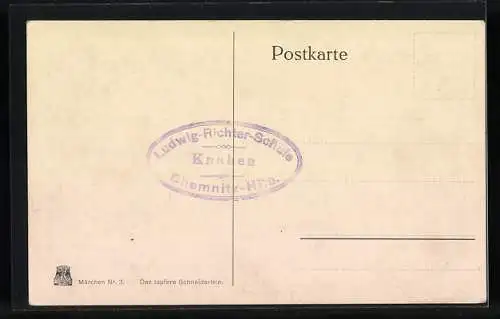 Postkarte
Ludwig-Richter-Schule
Knaben
Chemnitz-Hi.
Märchen Nr. 3. Das tapfere Schneiderlein.